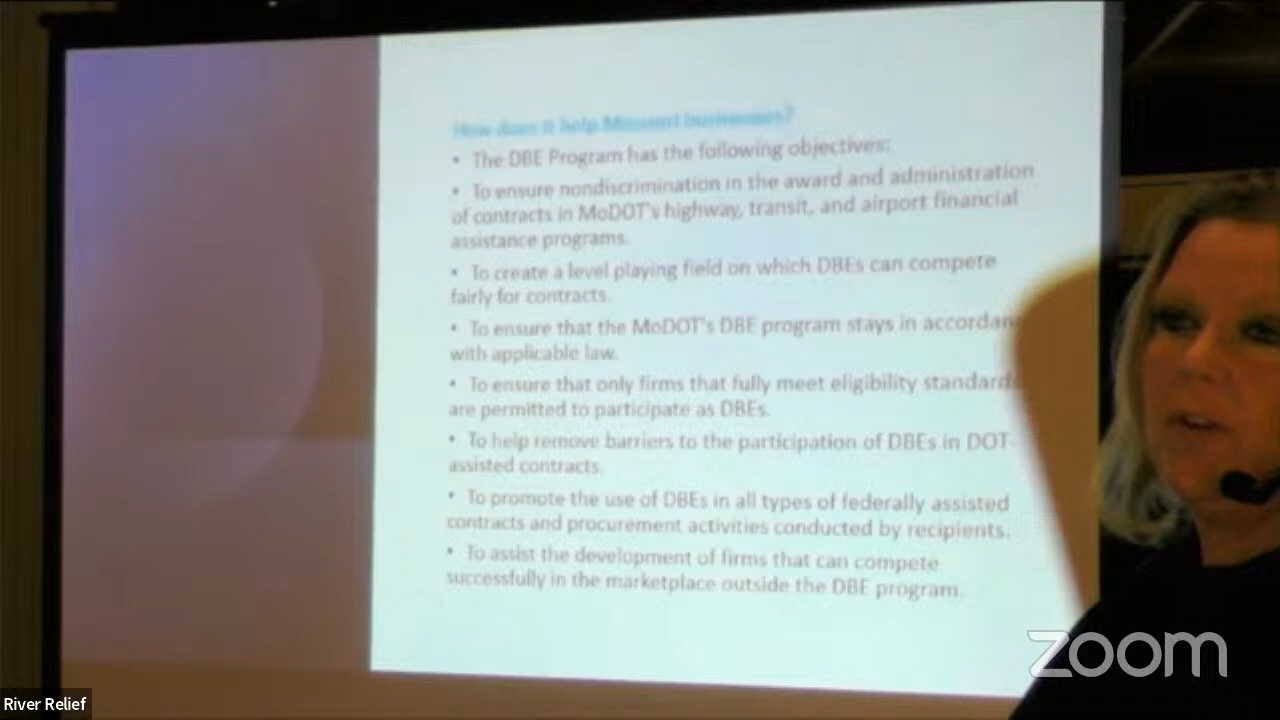 How does it help Missouri businesses?
• The DBE Program has the following objectives:
• To ensure nondiscrimination in the award and administration
of contracts in MoDOT's highway, transit, and airport financial
assistance programs.
• To create a level playing field on which DBEs can compete
fairly for contracts.
• To ensure that the MoDOT's DBE program stays in accordan
with applicable law.
• To ensure that only firms that fully meet eligibility standards
are permitted to participate as DBEs.
• To help remove barriers to the participation of DBEs in DOT-
assisted contracts.
• To promote the use of DBEs in all types of federally assisted
contracts and procurement activities conducted by recipients.
• To assist the development of firms that can compete
successfully in the marketplace outside the DBE program.
zoom
River Relief